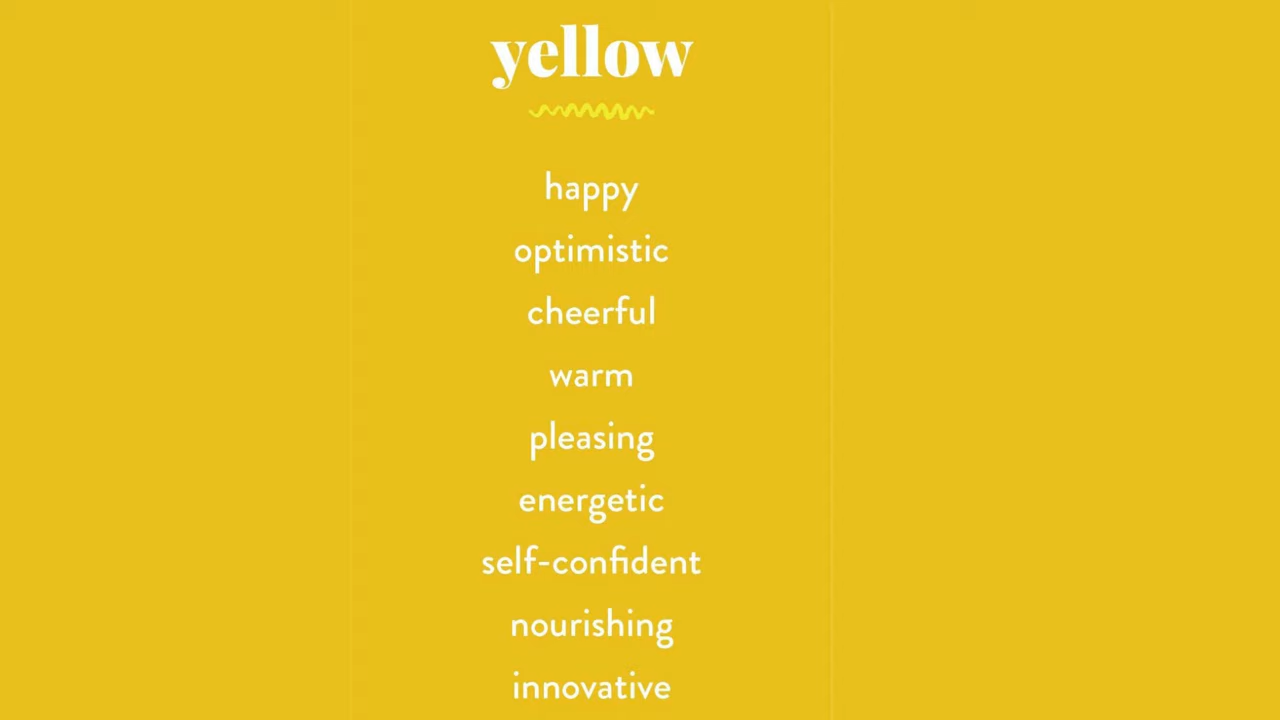 yellow
happy
optimistic
cheerful
warm
pleasing
energetic
self-confident
nourishing
innovative